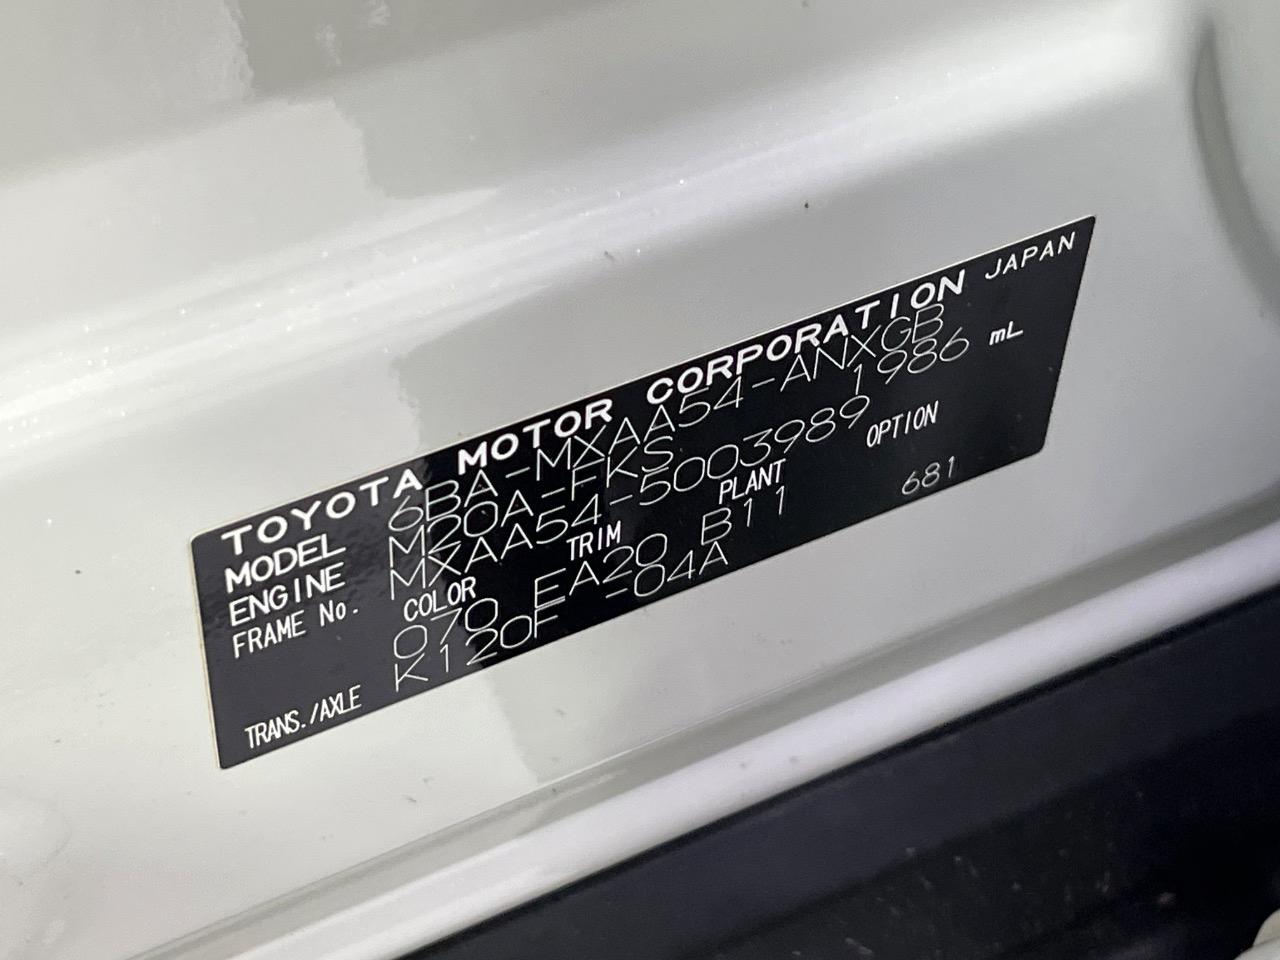 TOYOTA MOTOR CORPORATION JAPAN
MODEL 6BA-MXAA54-ANXGB
ENGINE M20A-FKS 1986 mL
FRAME No. MXAA54-5003989
COLOR TRIM PLANT OPTION
070 EA20 B11 681
TRANS./AXLE K120F -04A